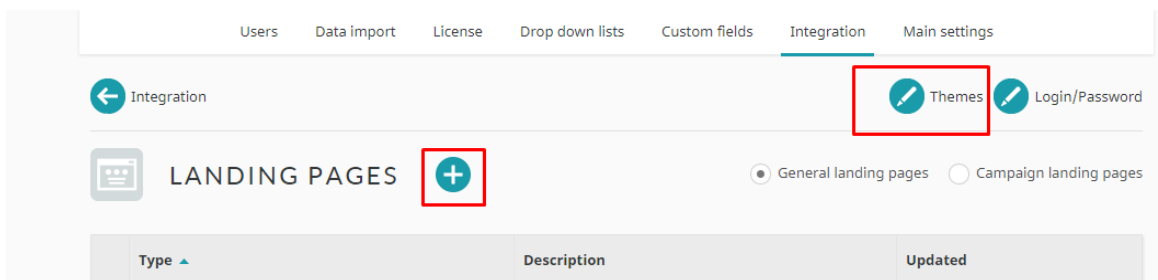 Users Data import License Drop down lists Custom fields Integration Main settings
Integration Themes Login/Password
LANDING PAGES General landing pages Campaign landing pages
Type Description Updated